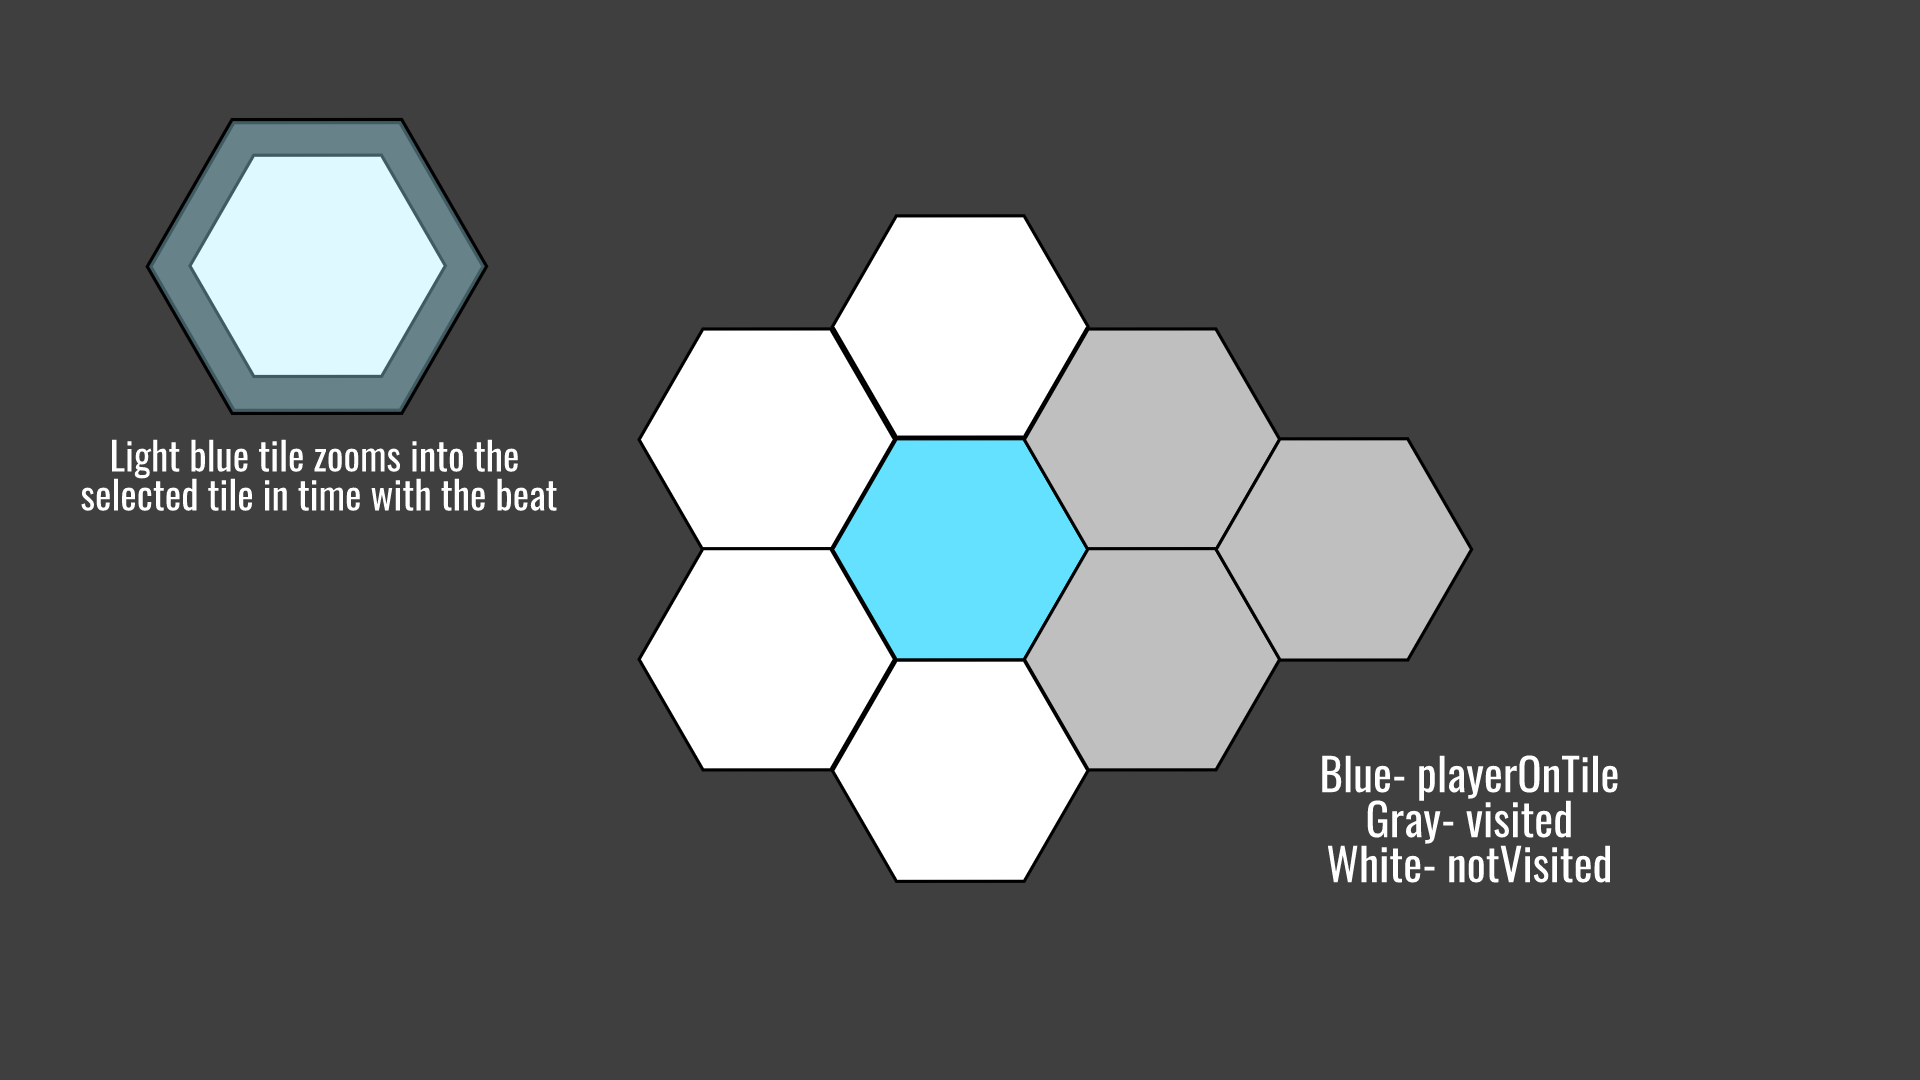 Light blue tile zooms into the
selected tile in time with the beat
Blue- playerOnTile
Gray- visited
White- notVisited